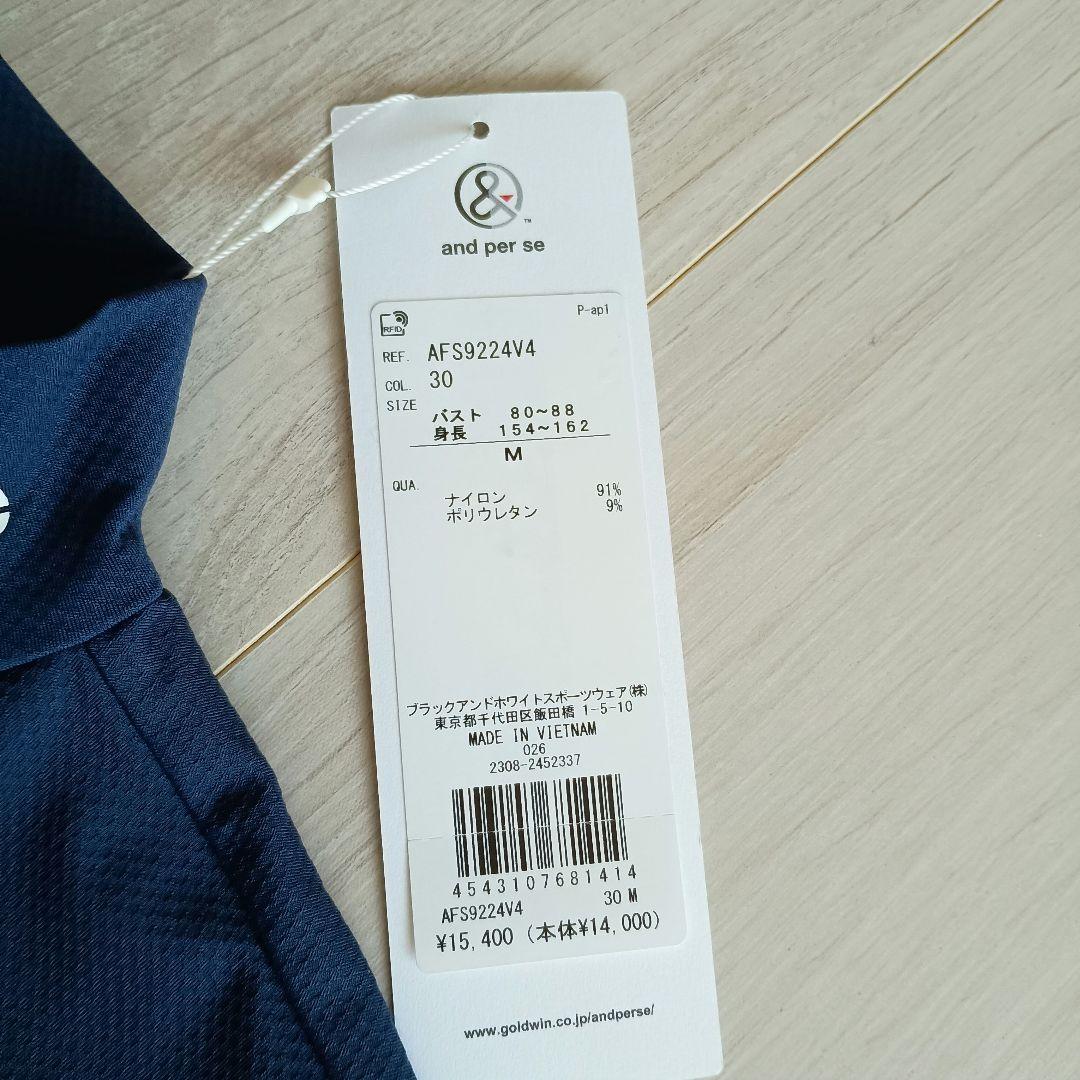 &
™
and per se
P-ap1
RFID
REF. AFS9224V4
COL. 30
SIZE
バスト 80~88
身長 154~162
M
QUA.
ナイロン 91%
ポリウレタン 9%
ブラックアンドホワイトスポーツウェア(株)
東京都千代田区飯田橋 1-5-10
MADE IN VIETNAM
026
2308-2452337
4543107681414
AFS9224V4 30 M
¥15,400 (本体¥14,000)
www.goldwin.co.jp/andperse/